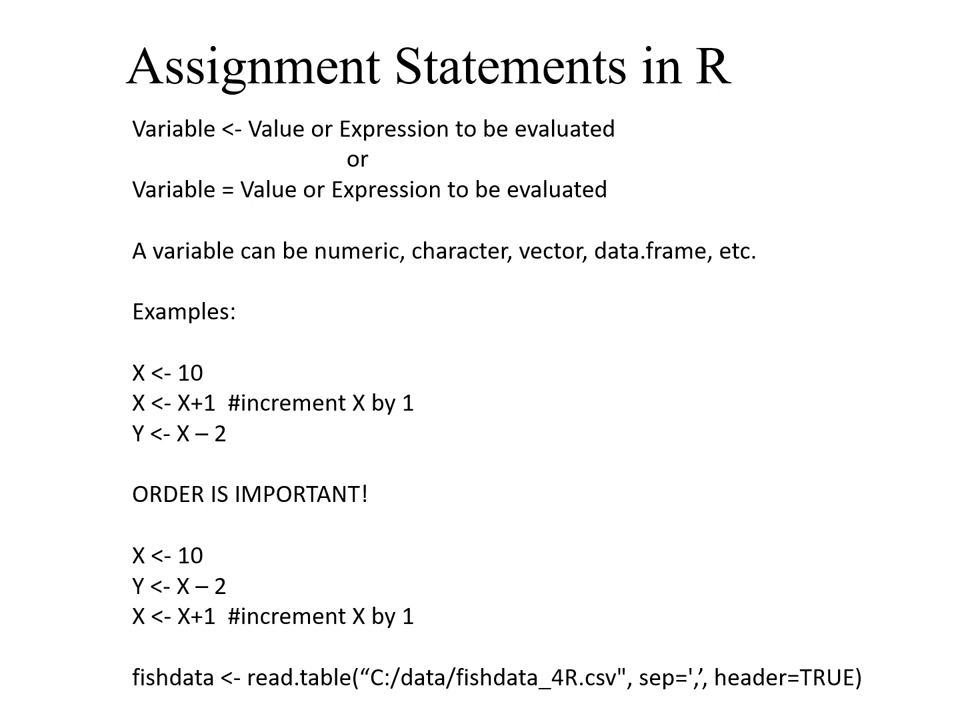 Assignment Statements in R
Variable <- Value or Expression to be evaluated
or
Variable = Value or Expression to be evaluated
A variable can be numeric, character, vector, data.frame, etc.
Examples:
X <- 10
X <- X+1  #increment X by 1
Y <- X – 2
ORDER IS IMPORTANT!
X <- 10
Y <- X – 2
X <- X+1  #increment X by 1
fishdata <- read.table(“C:/data/fishdata_4R.csv", sep=',’, header=TRUE)